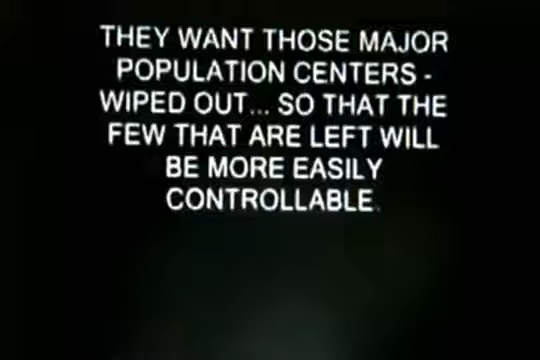 THEY WANT THOSE MAJOR
POPULATION CENTERS -
WIPED OUT... SO THAT THE
FEW THAT ARE LEFT WILL
BE MORE EASILY
CONTROLLABLE.